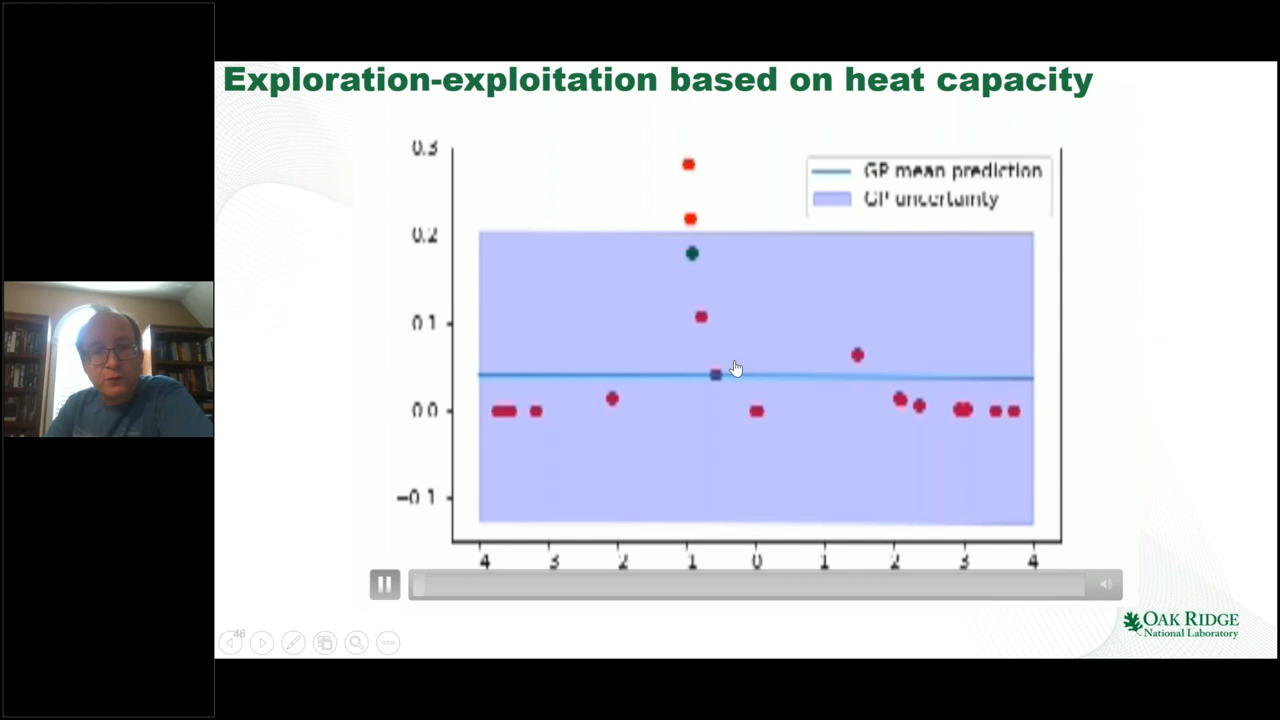 Exploration-exploitation based on heat capacity
0.3
0.2
0.1
0.0
−0.1
GP mean prediction
GP uncertainty
4 3 2 1 0 1 2 3 4
46
OAK RIDGE
National Laboratory